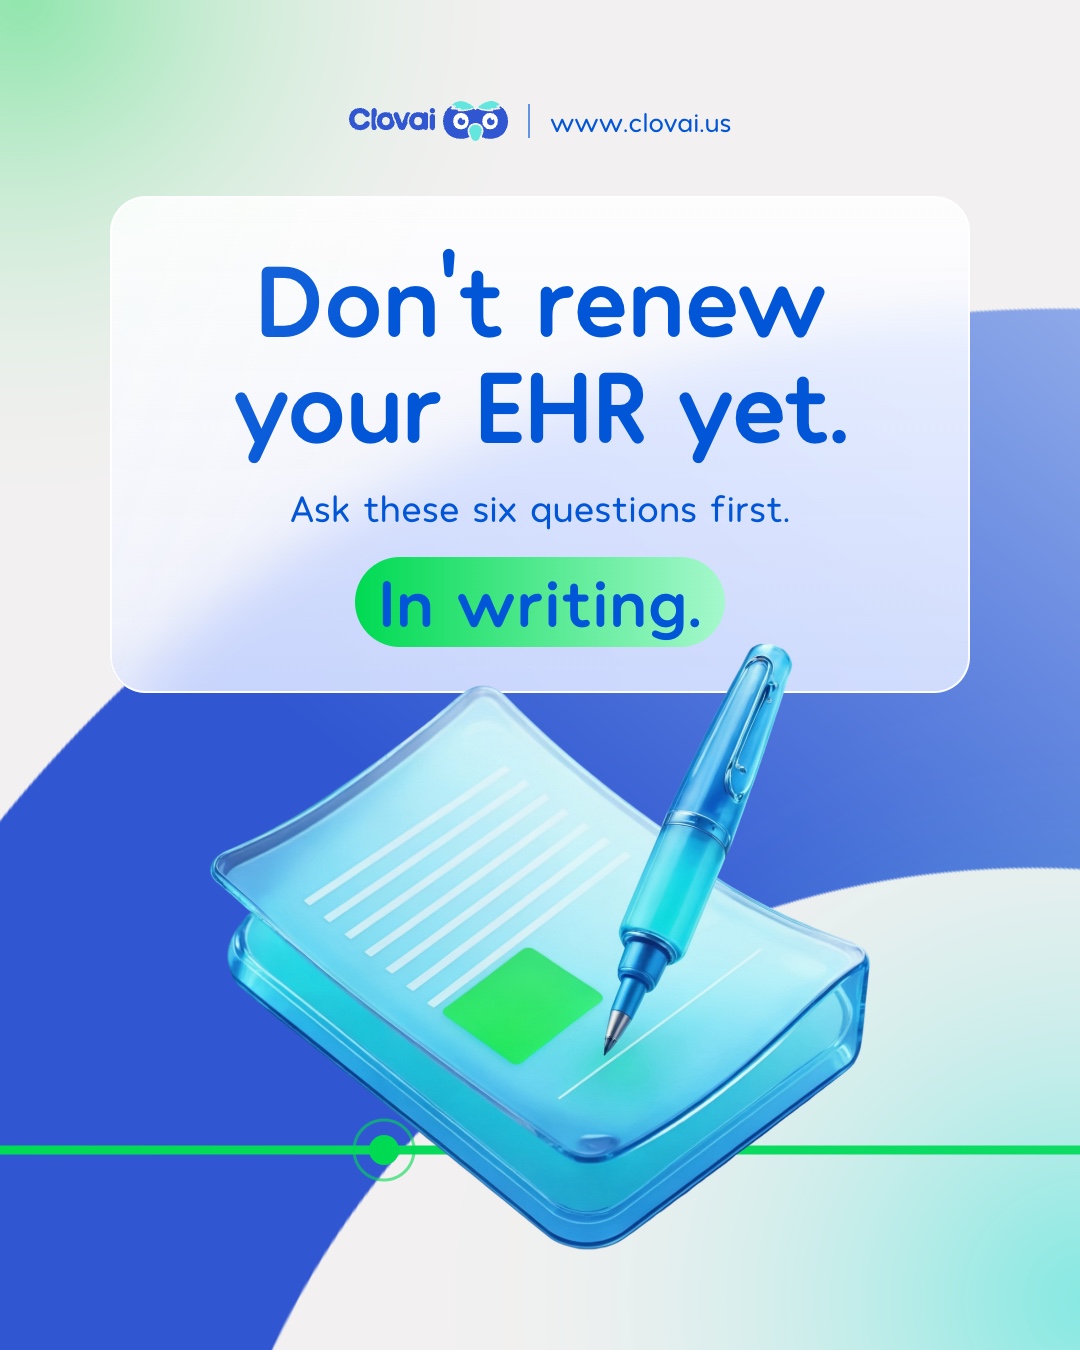 Clovai | www.clovai.us
Don't renew
your EHR yet.
Ask these six questions first.
In writing.